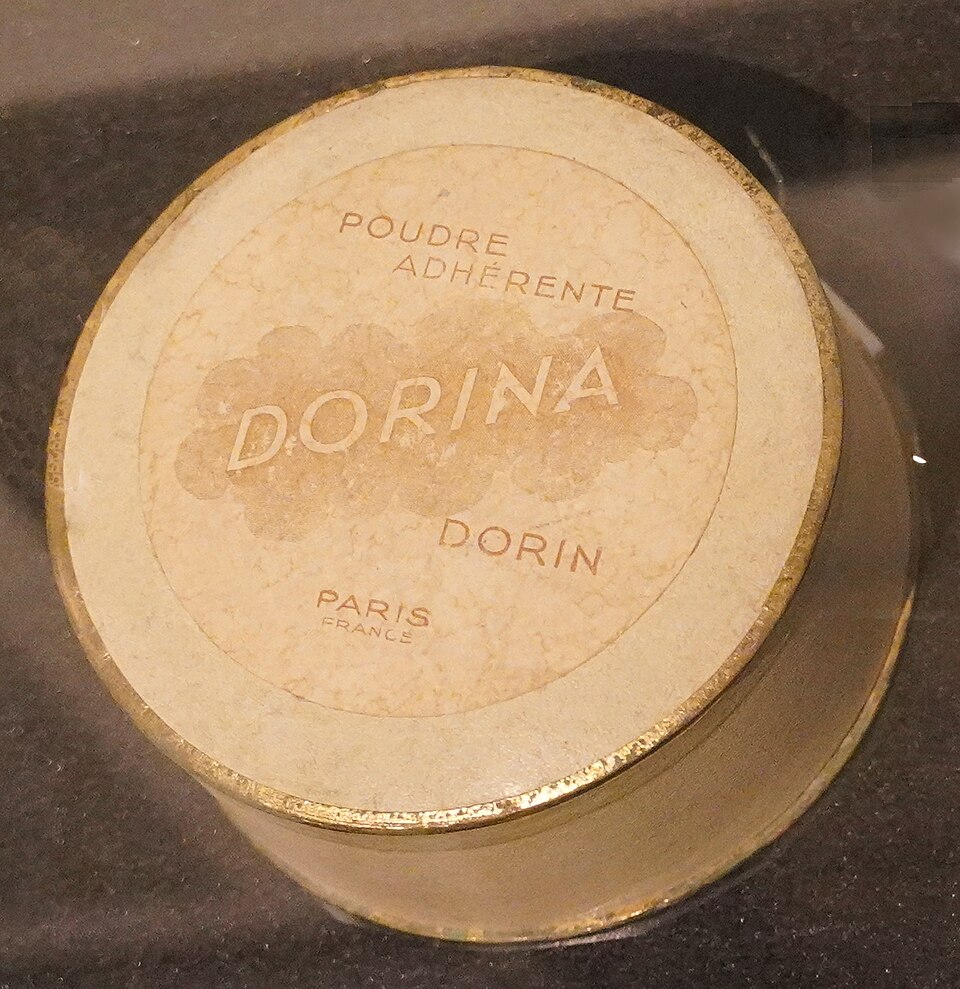 POUDRE
ADHÉRENTE
DORINA
DORIN
PARIS
FRANCE